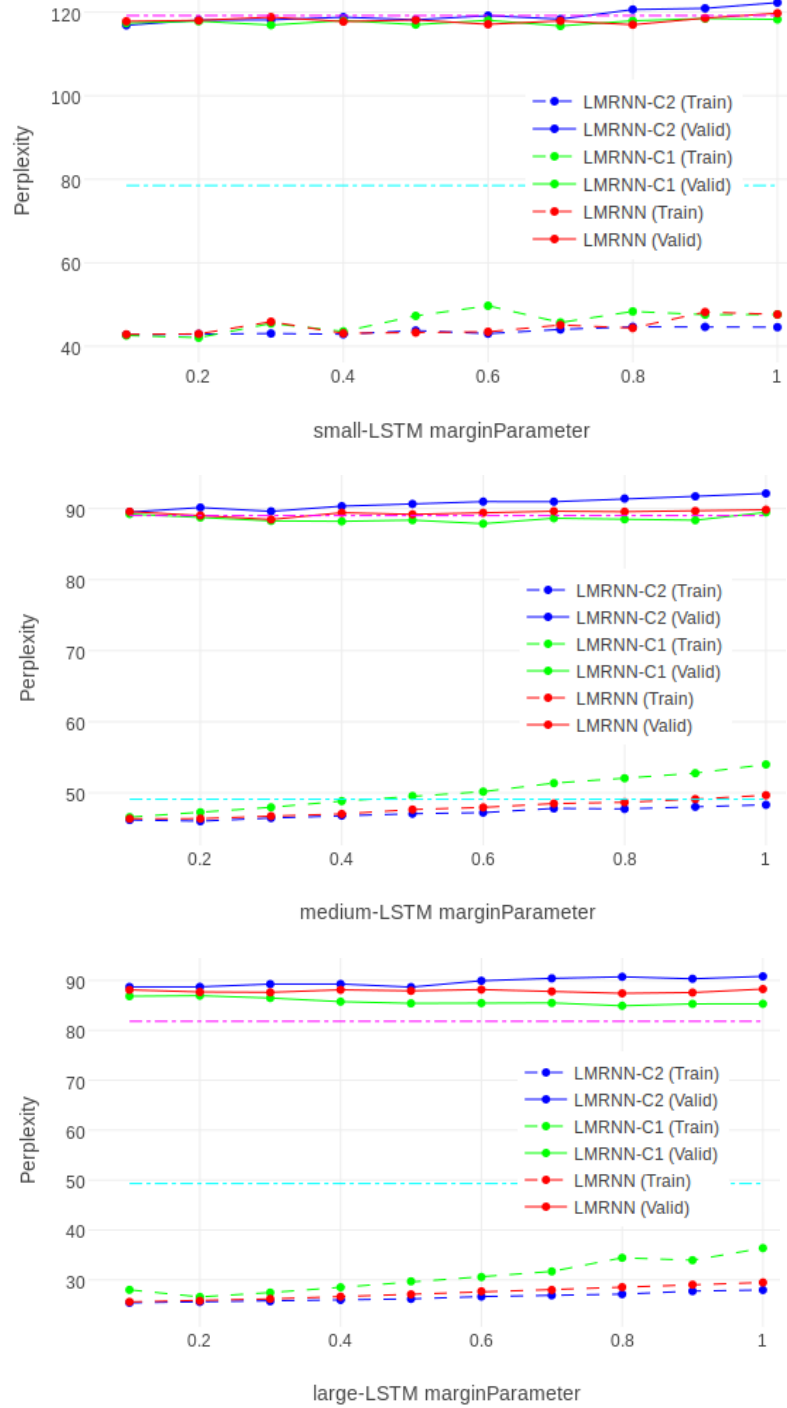 120
100
80
60
40
Perplexity
LMRNN-C2 (Train)
LMRNN-C2 (Valid)
LMRNN-C1 (Train)
LMRNN-C1 (Valid)
LMRNN (Train)
LMRNN (Valid)
0.2 0.4 0.6 0.8 1
small-LSTM marginParameter
90
80
70
60
50
Perplexity
LMRNN-C2 (Train)
LMRNN-C2 (Valid)
LMRNN-C1 (Train)
LMRNN-C1 (Valid)
LMRNN (Train)
LMRNN (Valid)
0.2 0.4 0.6 0.8 1
medium-LSTM marginParameter
90
80
70
60
50
40
30
Perplexity
LMRNN-C2 (Train)
LMRNN-C2 (Valid)
LMRNN-C1 (Train)
LMRNN-C1 (Valid)
LMRNN (Train)
LMRNN (Valid)
0.2 0.4 0.6 0.8 1
large-LSTM marginParameter